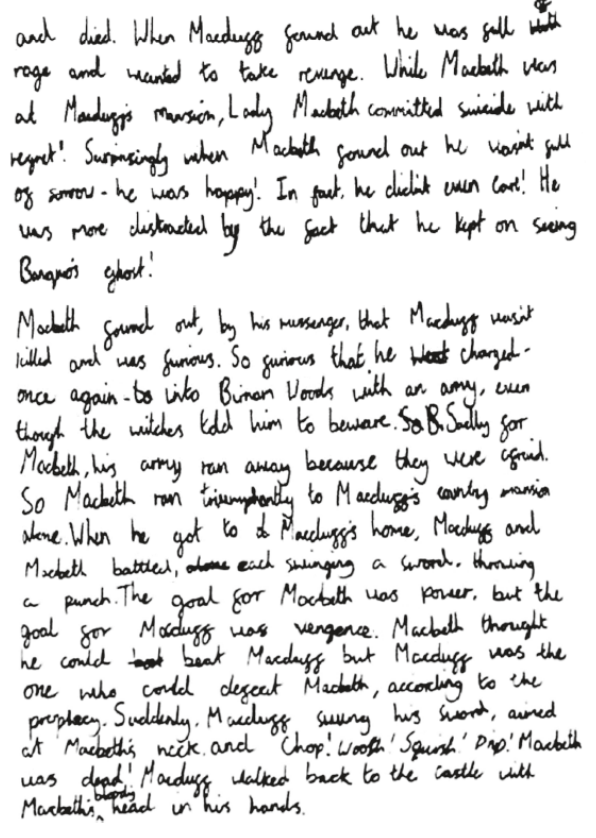 and died. When Macduff found out he was full of
rage and wanted to take revenge. While Macbeth was
at Macduff's mansion, Lady Macbeth committed suicide with
regret! Surprisingly when Macbeth found out he wasn't full
of sorrow - he was happy! In fact, he didn't even care! He
was more distracted by the fact that he kept on seeing
Banquo's ghost!
Macbeth found out, by his messenger, that Macduff wasn't
killed and was furious. So furious that he charged -
once again - to into Birnan Woods with an army, even
though the witches told him to beware. Sadly for
Macbeth, his army ran away because they were afraid.
So Macbeth ran triumphantly to Macduff's country mansion
alone. When he got to Macduff's home, Macduff and
Macbeth battled, each swinging a sword, throwing
a punch. The goal for Macbeth was power, but the
goal for Macduff was vengence. Macbeth throught
he could beat Macduff but Macduff was the
one who could defeat Macbeth, according to the
prophacy. Suddenly, Macduff swung his sword, aimed
at Macbeth's neck and Chop! Woosh! Squish! Drip! Macbeth
was dead! Macduff walked back to the castle with
Macbeth's bloody head in his hands.